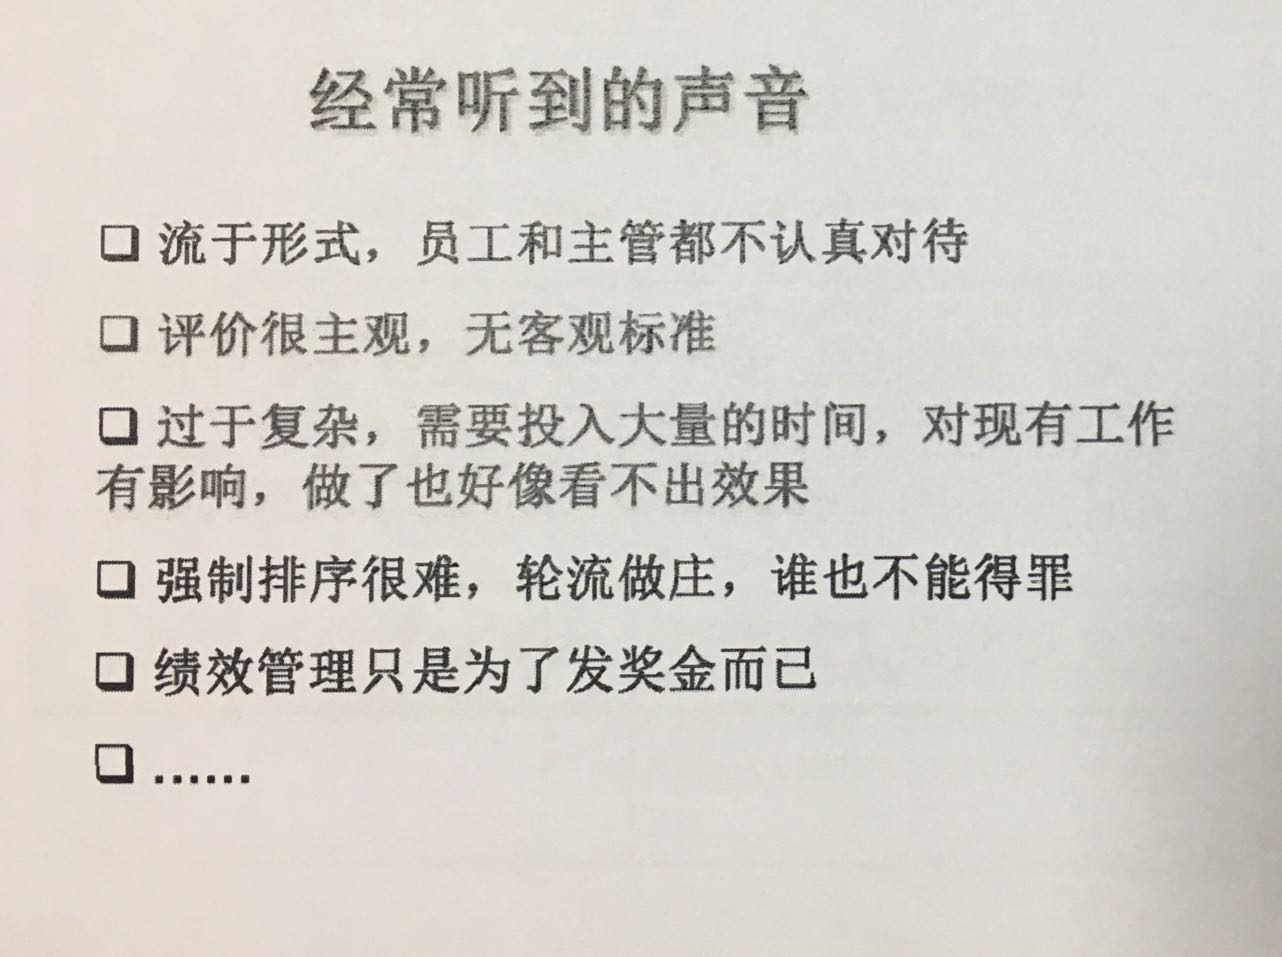 经常听到的声音
❑ 流于形式，员工和主管都不认真对待
❑ 评价很主观，无客观标准
❑ 过于复杂，需要投入大量的时间，对现有工作
有影响，做了也好像看不出效果
❑ 强制排序很难，轮流做庄，谁也不能得罪
❑ 绩效管理只是为了发奖金而已
❑ ……